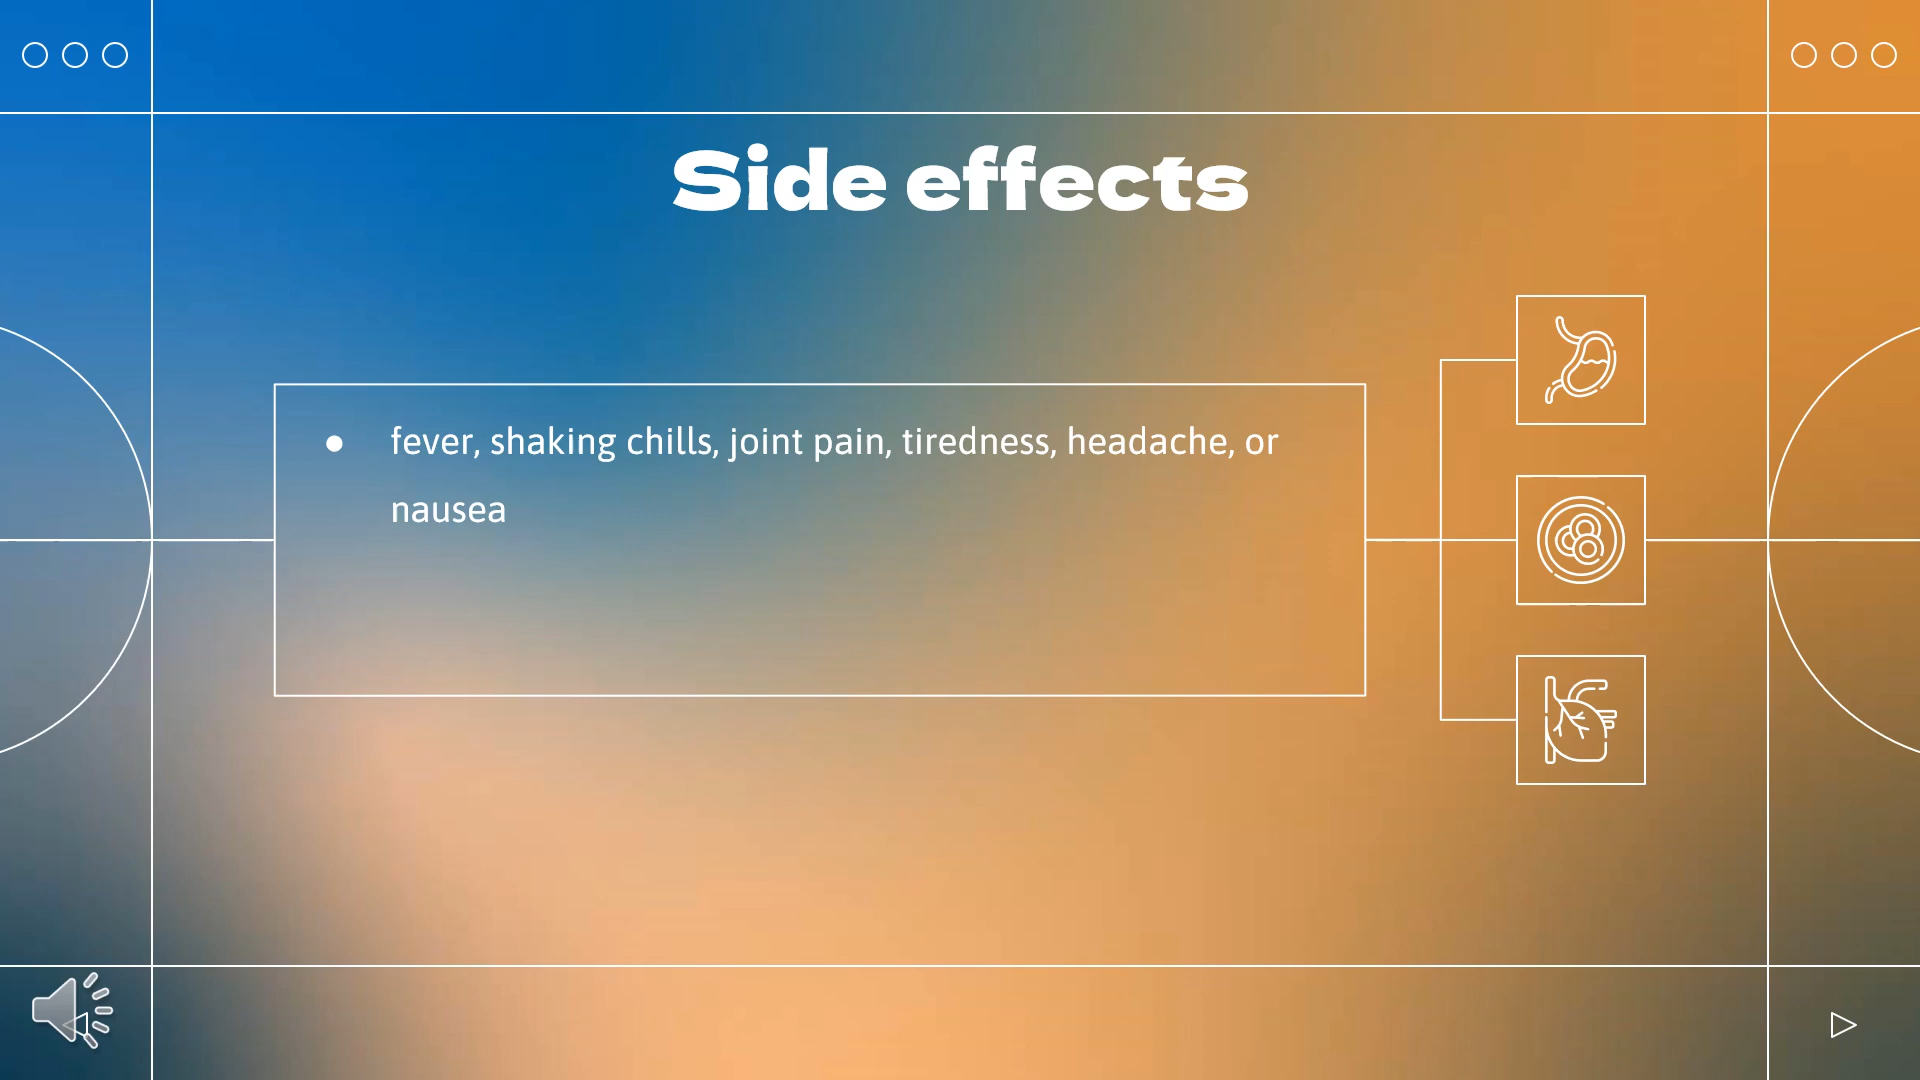 Side effects
● fever, shaking chills, joint pain, tiredness, headache, or
nausea